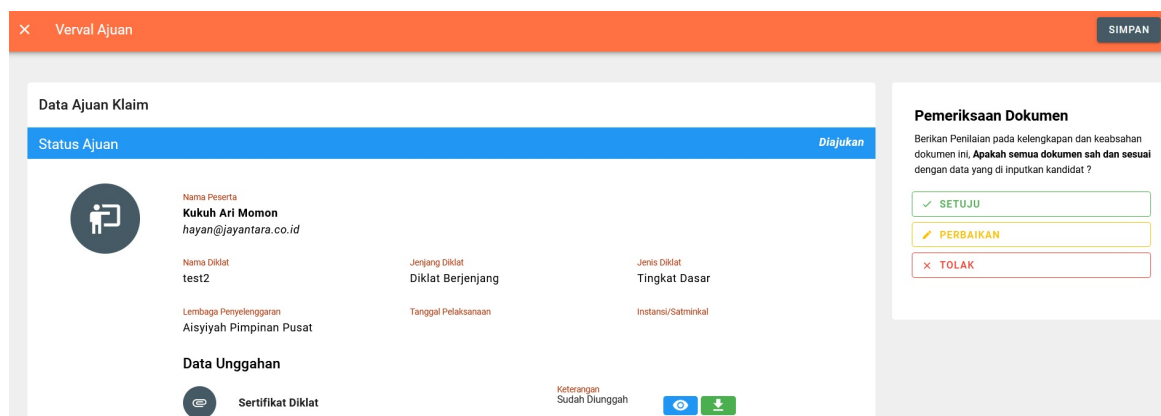 Verval Ajuan
SIMPAN
Data Ajuan Klaim
Status Ajuan
Diajukan
Nama Peserta
Kukuh Ari Momon
hayan@jayantara.co.id
Nama Diklat
test2
Jenjang Diklat
Diklat Berjenjang
Jenis Diklat
Tingkat Dasar
Lembaga Penyelenggaran
Aisyiyah Pimpinan Pusat
Tanggal Pelaksanaan
Instansi/Satminkal
Data Unggahan
Sertifikat Diklat
Keterangan
Sudah Diunggah
Pemeriksaan Dokumen
Berikan Penilaian pada kelengkapan dan keabsahan
dokumen ini, Apakah semua dokumen sah dan sesuai
dengan data yang di inputkan kandidat ?
SETUJU
PERBAIKAN
TOLAK